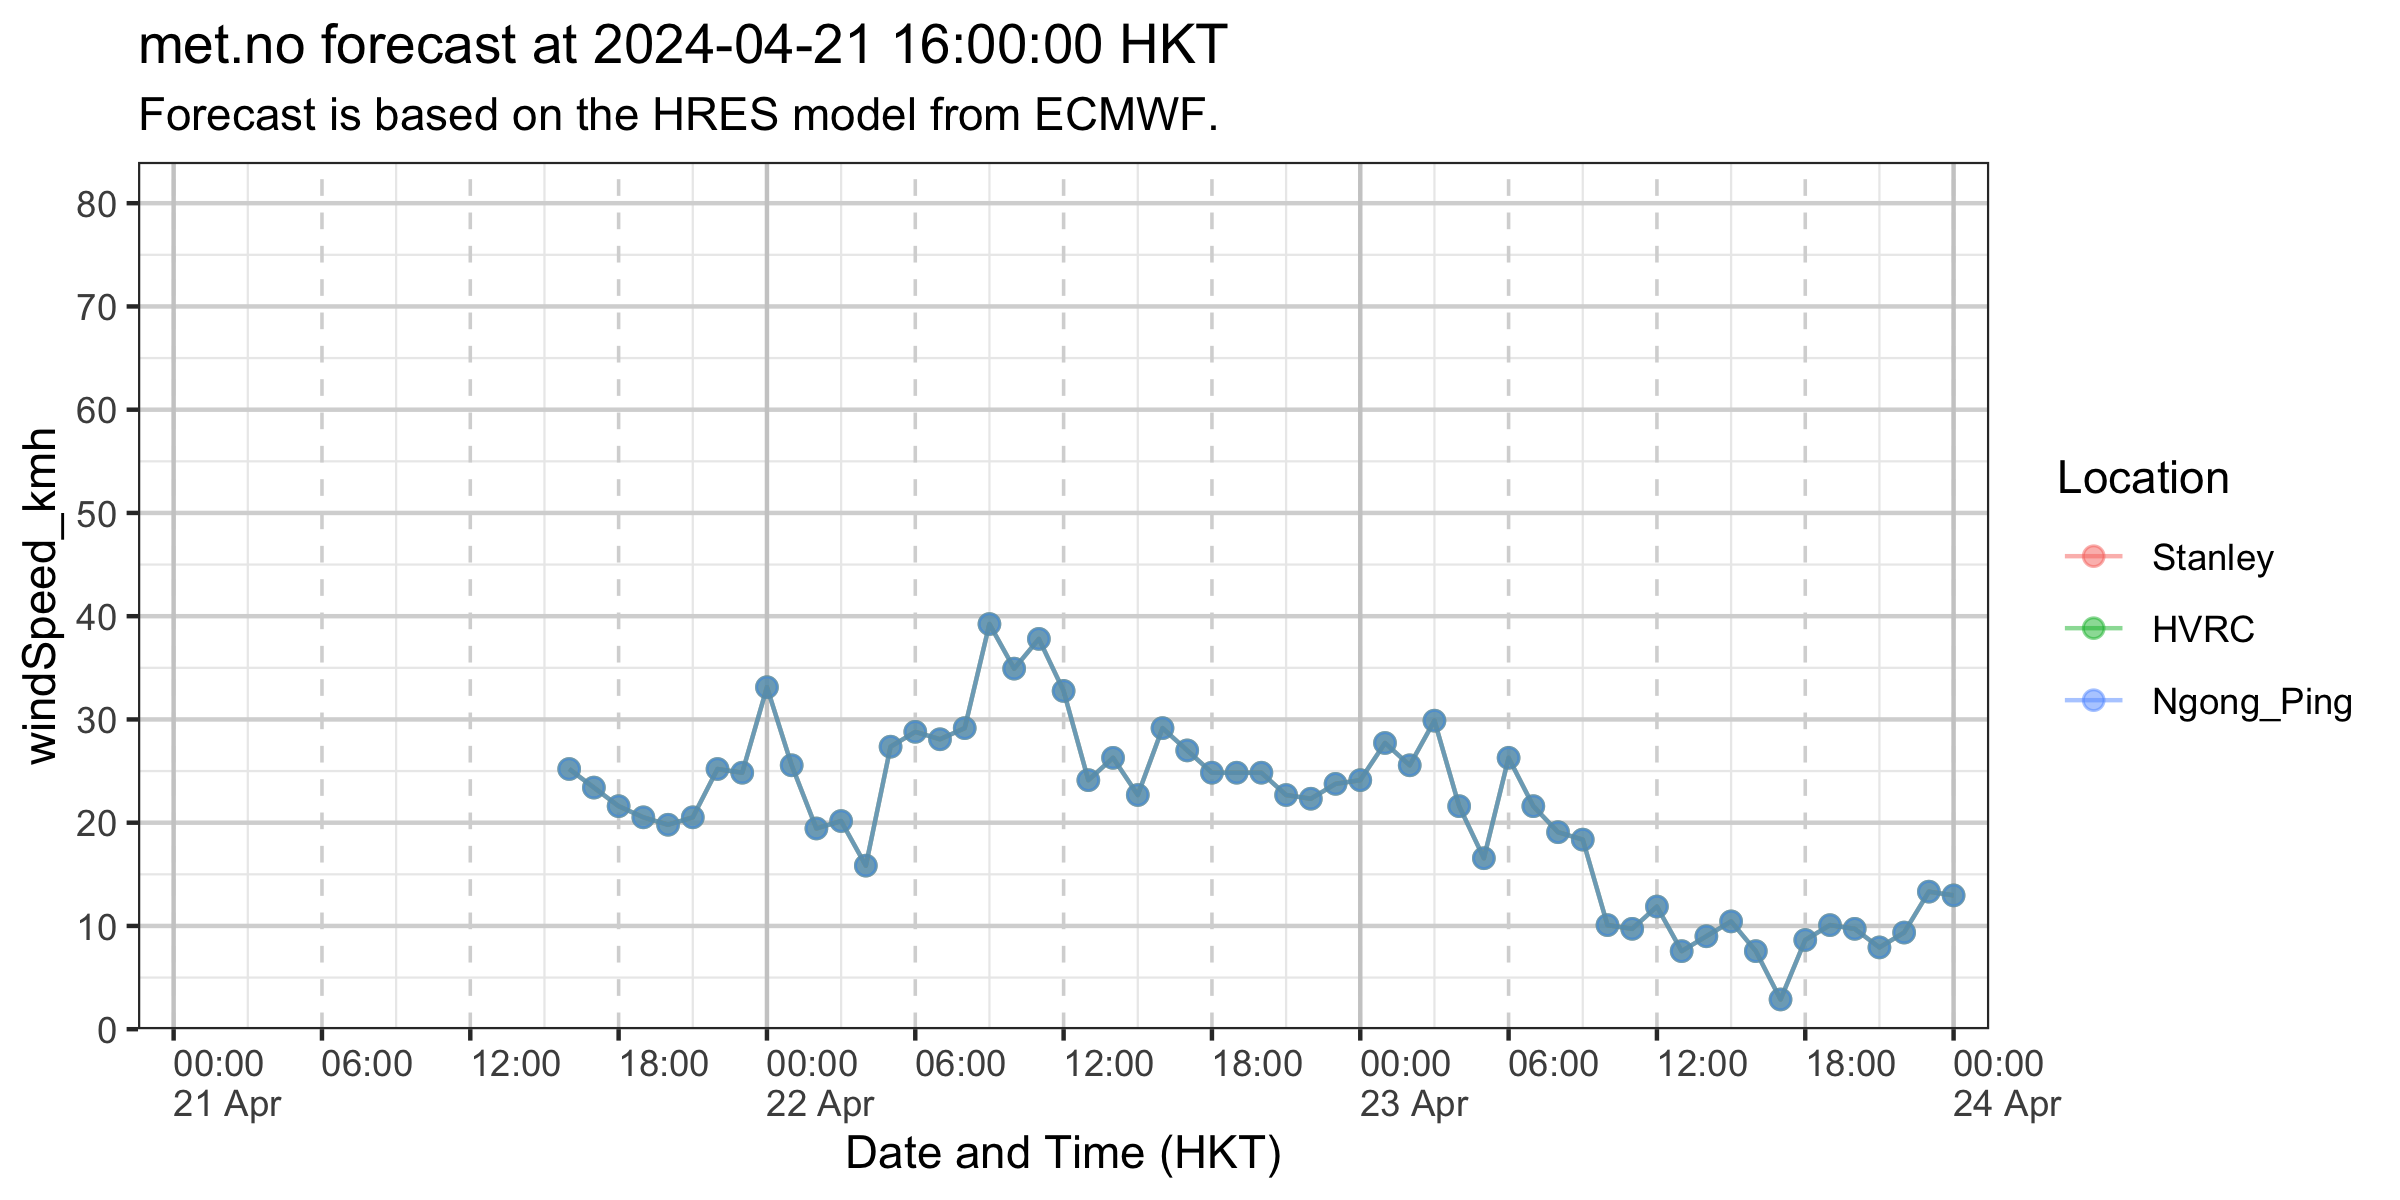 met.no forecast at 2024-04-21 16:00:00 HKT
Forecast is based on the HRES model from ECMWF.
windSpeed_kmh
80
70
60
50
40
30
20
10
0
00:00 06:00 12:00 18:00 00:00 06:00 12:00 18:00 00:00 06:00 12:00 18:00 00:00
21 Apr 22 Apr 23 Apr 24 Apr
Date and Time (HKT)
Location
Stanley
HVRC
Ngong_Ping